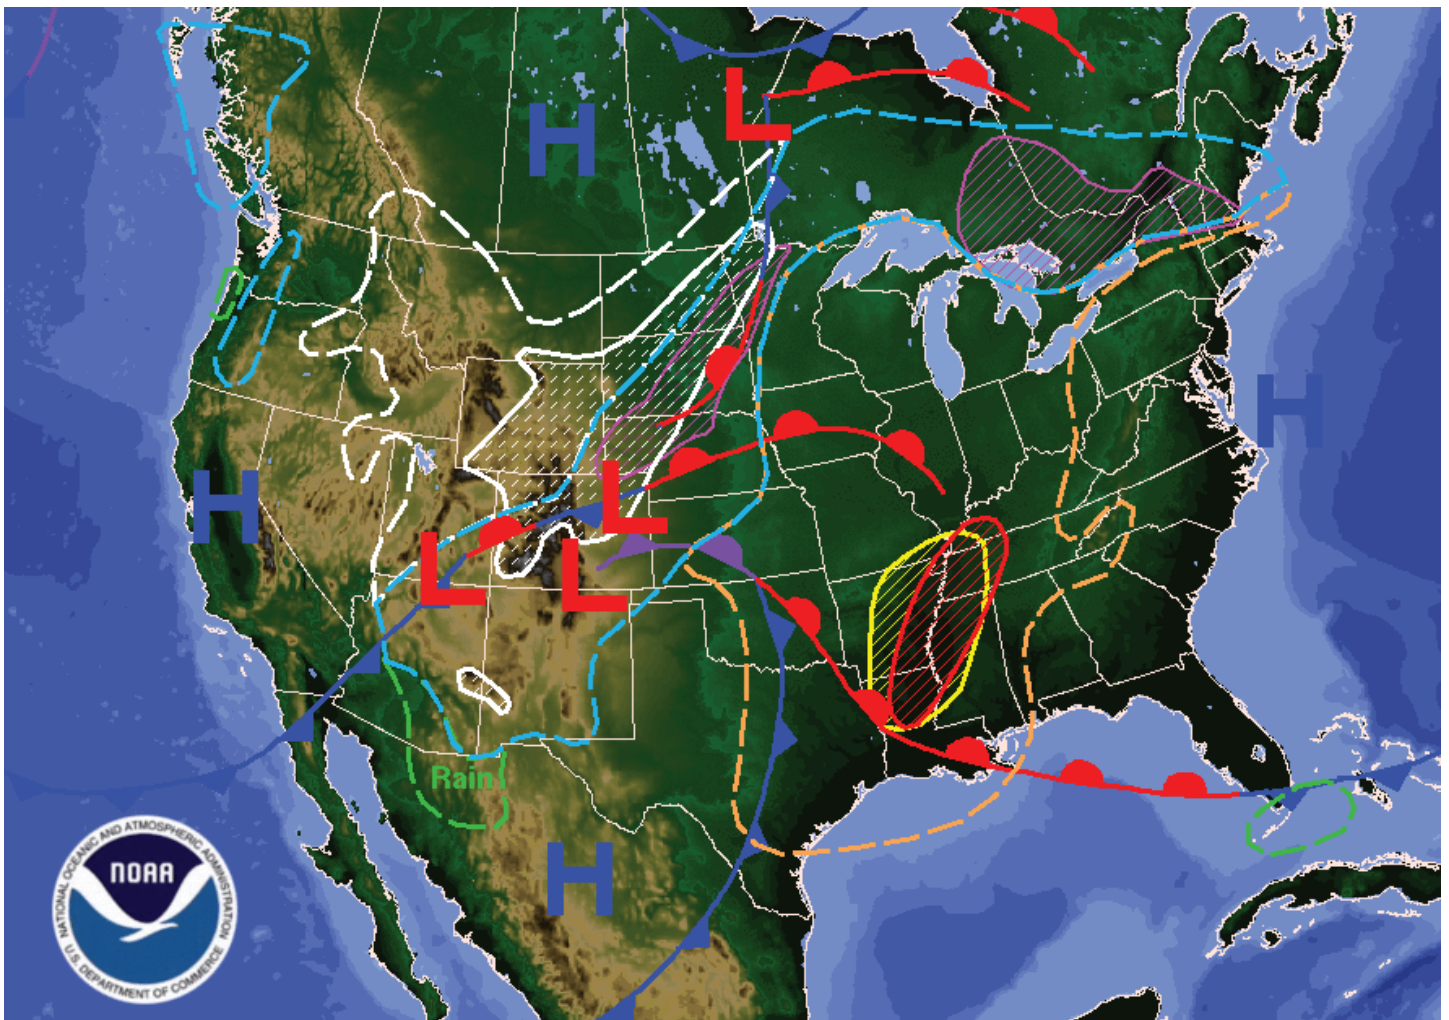 H
L
H
H
L
L
L
Rain
H
NOAA
NATIONAL OCEANIC AND ATMOSPHERIC ADMINISTRATION
U.S. DEPARTMENT OF COMMERCE